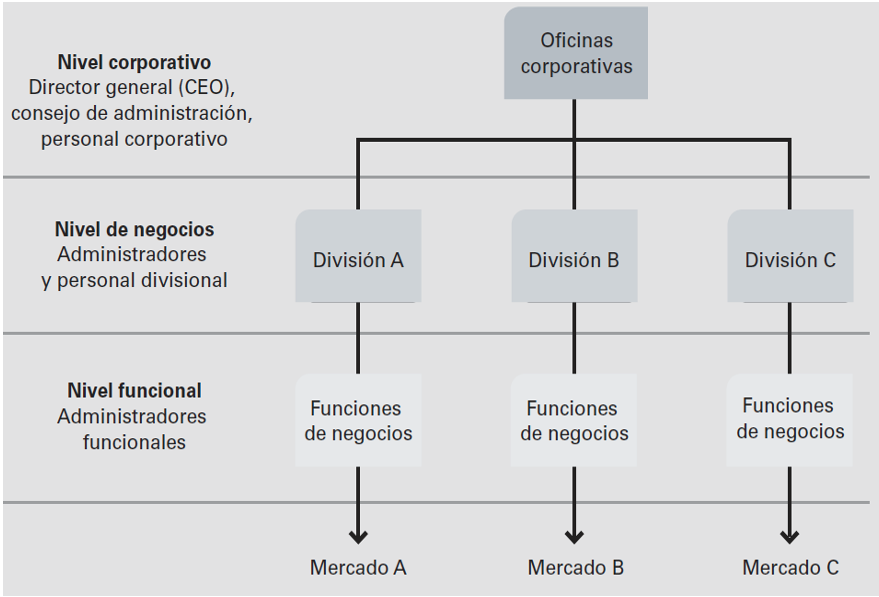 Oficinas
corporativas
Nivel corporativo
Director general (CEO),
consejo de administración,
personal corporativo
Nivel de negocios
Administradores
y personal divisional
División A
División B
División C
Nivel funcional
Administradores
funcionales
Funciones
de negocios
Funciones
de negocios
Funciones
de negocios
Mercado A
Mercado B
Mercado C